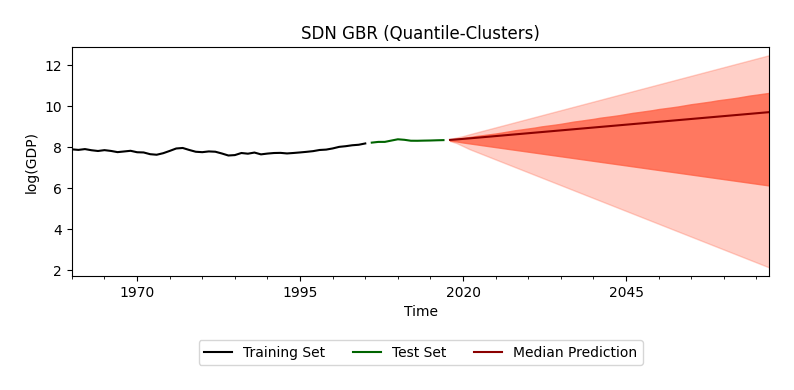 SDN GBR (Quantile-Clusters)
12
10
8
6
4
2
log(GDP)
1970 1995 2020 2045
Time
Training Set Test Set Median Prediction